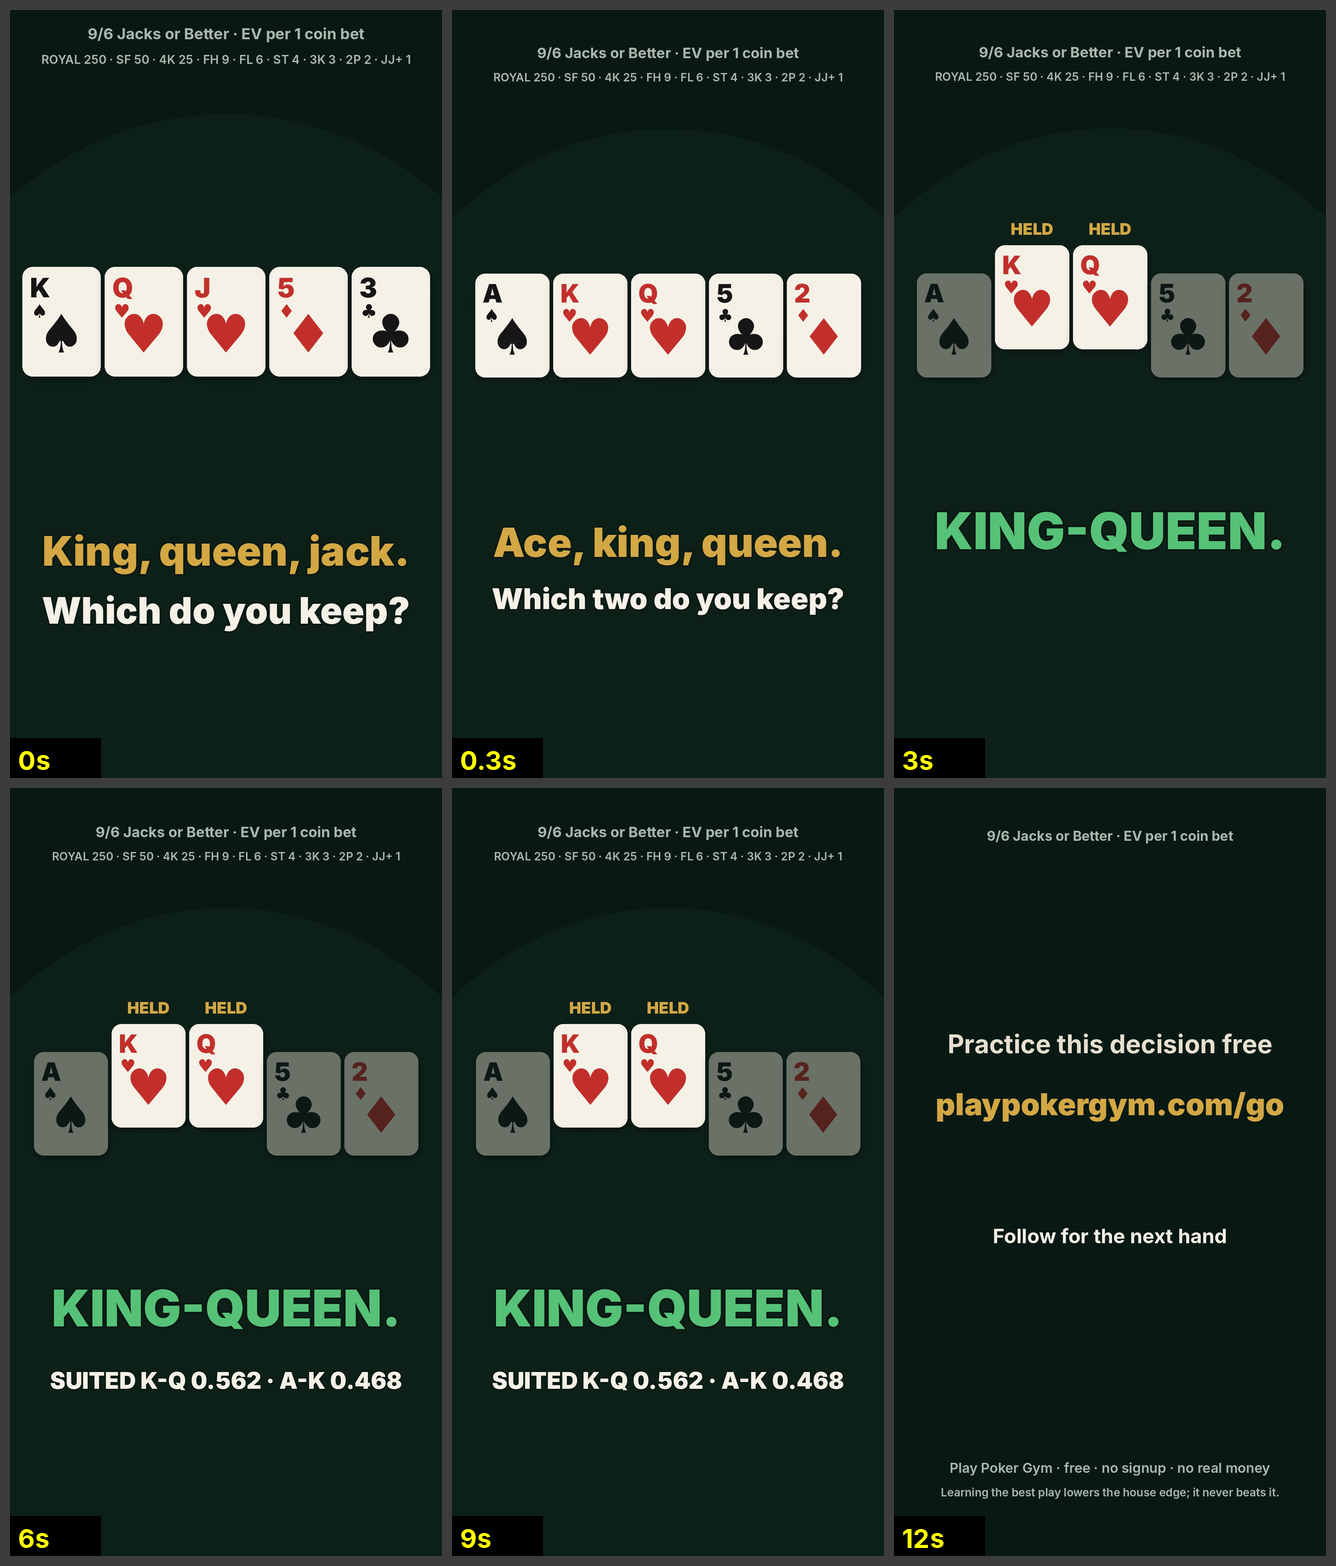 9/6 Jacks or Better · EV per 1 coin bet
ROYAL 250 · SF 50 · 4K 25 · FH 9 · FL 6 · ST 4 · 3K 3 · 2P 2 · JJ+ 1
K Q J 5 3
King, queen, jack.
Which do you keep?
0s
9/6 Jacks or Better · EV per 1 coin bet
ROYAL 250 · SF 50 · 4K 25 · FH 9 · FL 6 · ST 4 · 3K 3 · 2P 2 · JJ+ 1
A K Q 5 2
Ace, king, queen.
Which two do you keep?
0.3s
9/6 Jacks or Better · EV per 1 coin bet
ROYAL 250 · SF 50 · 4K 25 · FH 9 · FL 6 · ST 4 · 3K 3 · 2P 2 · JJ+ 1
HELD HELD
A K Q 5 2
KING-QUEEN.
3s
9/6 Jacks or Better · EV per 1 coin bet
ROYAL 250 · SF 50 · 4K 25 · FH 9 · FL 6 · ST 4 · 3K 3 · 2P 2 · JJ+ 1
HELD HELD
A K Q 5 2
KING-QUEEN.
SUITED K-Q 0.562 · A-K 0.468
6s
9/6 Jacks or Better · EV per 1 coin bet
ROYAL 250 · SF 50 · 4K 25 · FH 9 · FL 6 · ST 4 · 3K 3 · 2P 2 · JJ+ 1
HELD HELD
A K Q 5 2
KING-QUEEN.
SUITED K-Q 0.562 · A-K 0.468
9s
9/6 Jacks or Better · EV per 1 coin bet
Practice this decision free
playpokergym.com/go
Follow for the next hand
Play Poker Gym · free · no signup · no real money
Learning the best play lowers the house edge; it never beats it.
12s